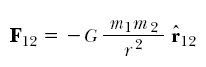 F₁₂ = −G m₁m₂ / r² r̂₁₂